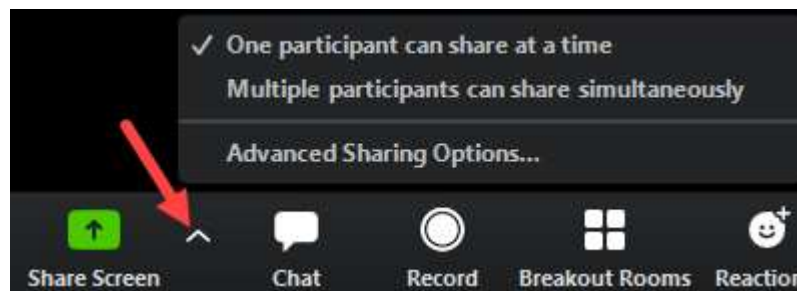 ✓ One participant can share at a time
Multiple participants can share simultaneously
Advanced Sharing Options...
Share Screen Chat Record Breakout Rooms Reaction